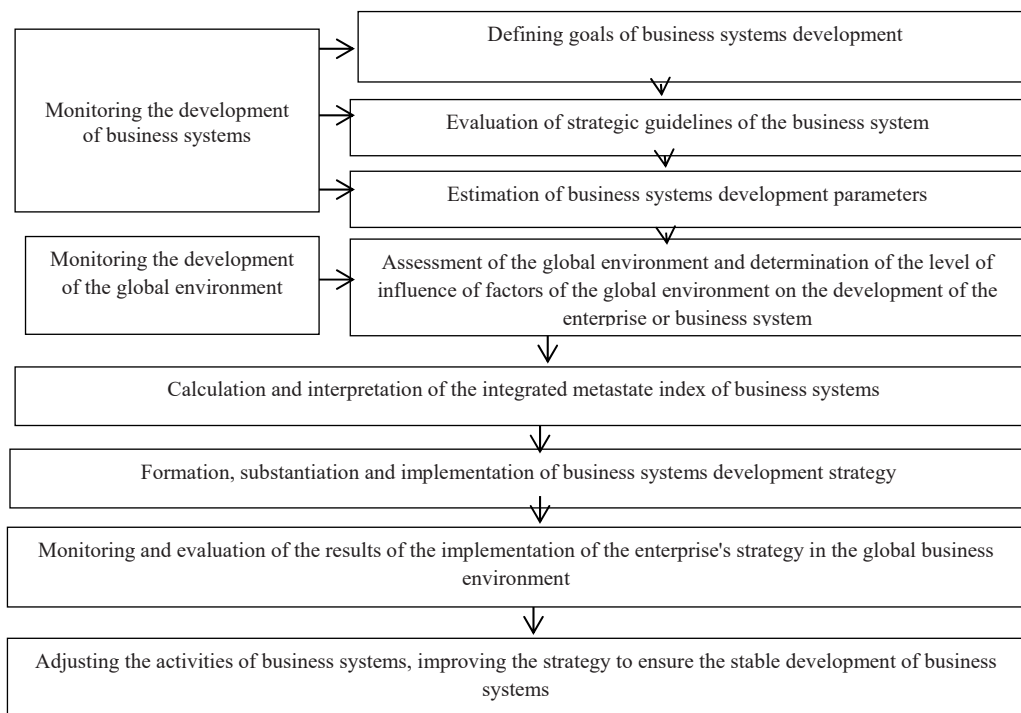 Defining goals of business systems development
Monitoring the development
of business systems
Evaluation of strategic guidelines of the business system
Estimation of business systems development parameters
Monitoring the development
of the global environment
Assessment of the global environment and determination of the level of
influence of factors of the global environment on the development of the
enterprise or business system
Calculation and interpretation of the integrated metastate index of business systems
Formation, substantiation and implementation of business systems development strategy
Monitoring and evaluation of the results of the implementation of the enterprise's strategy in the global business
environment
Adjusting the activities of business systems, improving the strategy to ensure the stable development of business
systems